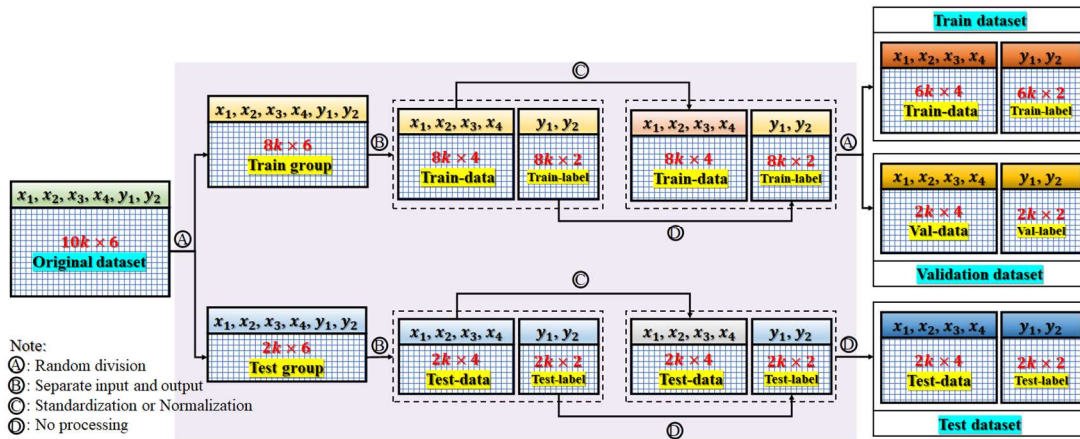 x₁, x₂, x₃, x₄, y₁, y₂
10k × 6
Original dataset
A
x₁, x₂, x₃, x₄, y₁, y₂
8k × 6
Train group
B
x₁, x₂, x₃, x₄
8k × 4
Train-data
y₁, y₂
8k × 2
Train-label
C
D
x₁, x₂, x₃, x₄
8k × 4
Train-data
y₁, y₂
8k × 2
Train-label
A
Train dataset
x₁, x₂, x₃, x₄
6k × 4
Train-data
y₁, y₂
6k × 2
Train-label
x₁, x₂, x₃, x₄
2k × 4
Val-data
y₁, y₂
2k × 2
Val-label
Validation dataset
x₁, x₂, x₃, x₄, y₁, y₂
2k × 6
Test group
B
x₁, x₂, x₃, x₄
2k × 4
Test-data
y₁, y₂
2k × 2
Test-label
C
D
x₁, x₂, x₃, x₄
2k × 4
Test-data
y₁, y₂
2k × 2
Test-label
D
x₁, x₂, x₃, x₄
2k × 4
Test-data
y₁, y₂
2k × 2
Test-label
Test dataset
Note:
A: Random division
B: Separate input and output
C: Standardization or Normalization
D: No processing